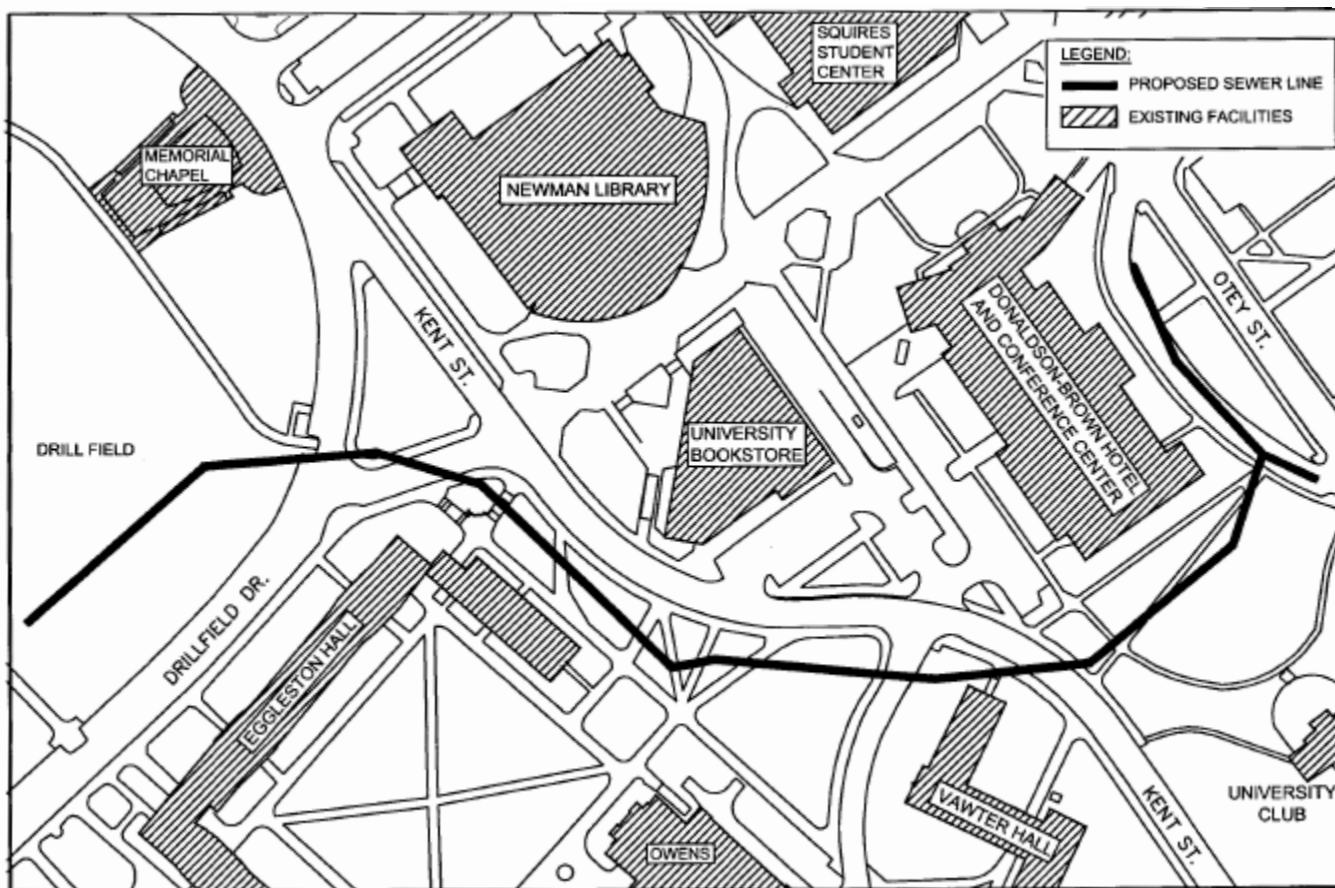 SQUIRES
STUDENT
CENTER
LEGEND:
PROPOSED SEWER LINE
EXISTING FACILITIES
MEMORIAL
CHAPEL
NEWMAN LIBRARY
KENT ST.
OTEY ST.
DONALDSON-BROWN HOTEL
AND CONFERENCE CENTER
UNIVERSITY
BOOKSTORE
DRILL FIELD
DRILLFIELD DR.
EGGLESTON HALL
OWENS
VAWTER HALL
KENT ST.
UNIVERSITY
CLUB